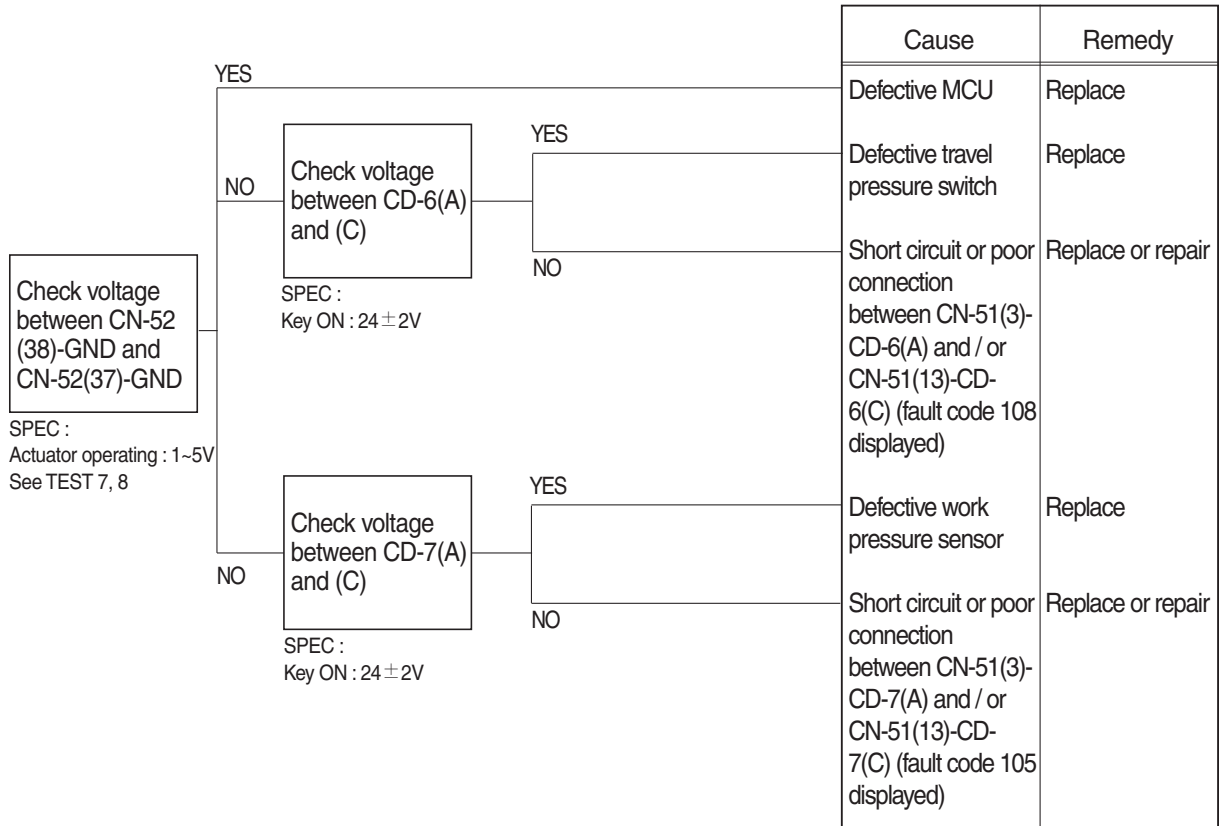 Cause
Remedy
YES
Defective MCU
Replace
NO
Check voltage
between CD-6(A)
and (C)
SPEC :
Key ON : 24±2V
YES
Defective travel
pressure switch
Replace
NO
Short circuit or poor
connection
between CN-51(3)-
CD-6(A) and / or
CN-51(13)-CD-
6(C) (fault code 108
displayed)
Replace or repair
Check voltage
between CN-52
(38)-GND and
CN-52(37)-GND
SPEC :
Actuator operating : 1~5V
See TEST 7, 8
NO
Check voltage
between CD-7(A)
and (C)
SPEC :
Key ON : 24±2V
YES
Defective work
pressure sensor
Replace
NO
Short circuit or poor
connection
between CN-51(3)-
CD-7(A) and / or
CN-51(13)-CD-
7(C) (fault code 105
displayed)
Replace or repair